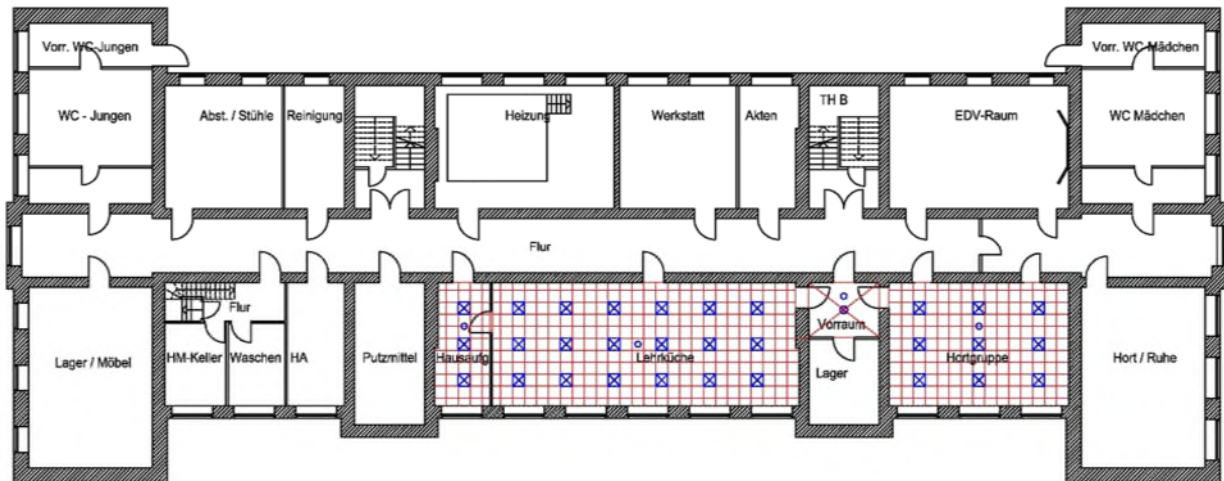 Vorr. WC-Jungen
Vorr. WC Mädchen
WC - Jungen
Abst. / Stühle
Reinigung
Heizung
Werkstatt
Akten
TH B
EDV-Raum
WC Mädchen
Flur
Flur
Lager / Möbel
HM-Keller
Waschen
HA
Putzmittel
Hausaufg
Lehrküche
Vorraum
Lager
Hortgruppe
Hort / Ruhe